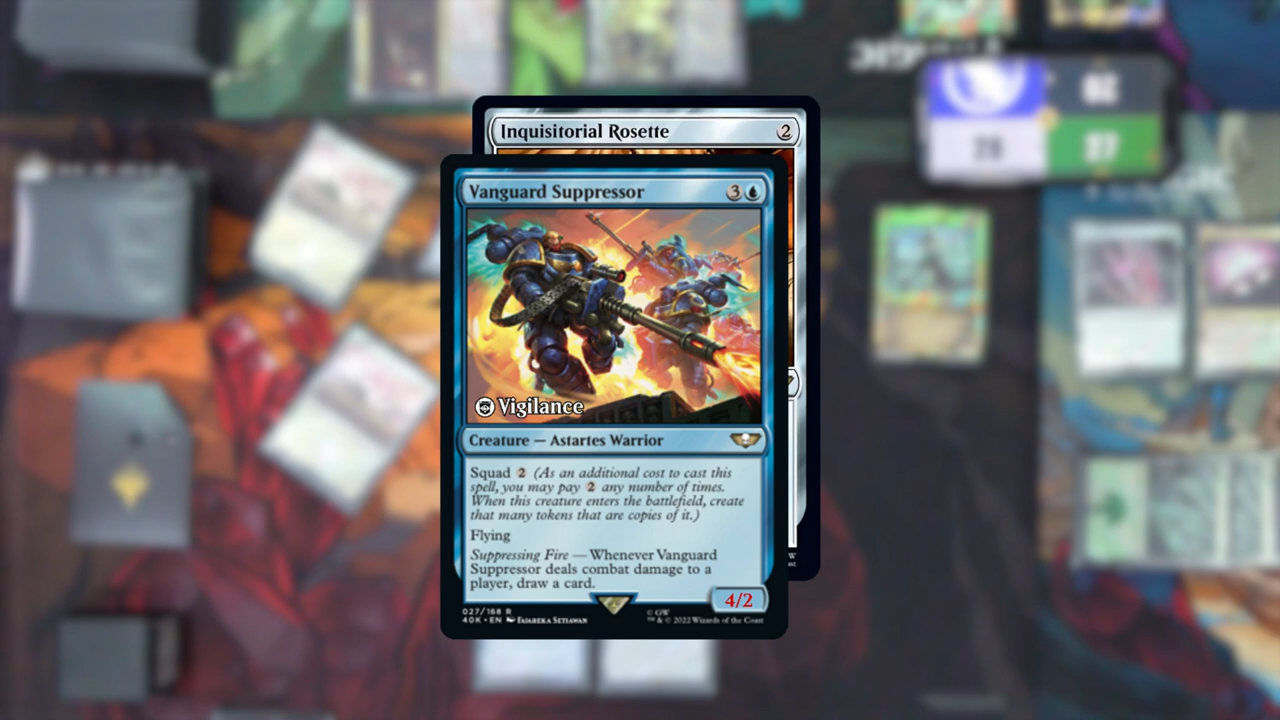 Inquisitorial Rosette 2
Vanguard Suppressor 3
Vigilance
Creature — Astartes Warrior
Squad 2 (As an additional cost to cast this
spell, you may pay 2 any number of times.
When this creature enters the battlefield, create
that many tokens that are copies of it.)
Flying
Suppressing Fire — Whenever Vanguard
Suppressor deals combat damage to a
player, draw a card.
4/2
027/168 R
40K • EN Fajareka Setiawan
© GW
™ & © 2022 Wizards of the Coast
27